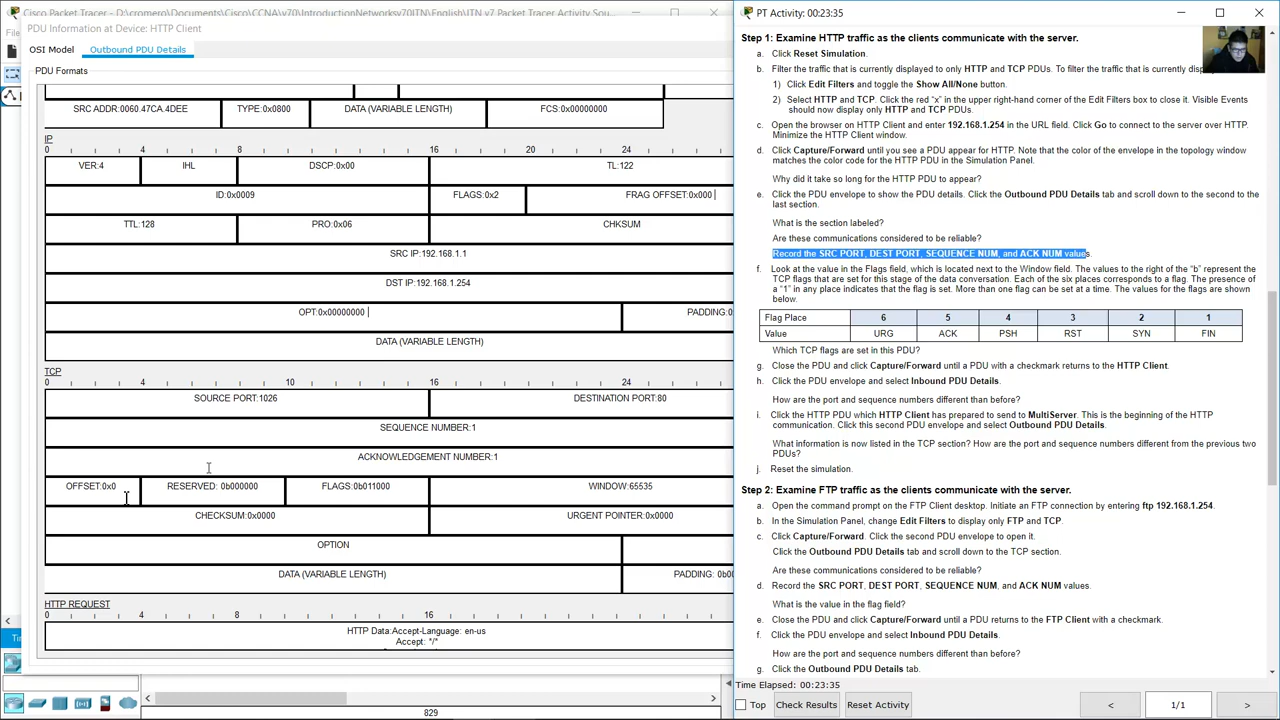 Cisco Packet Tracer - C:\Users\cromero\Documents\Cisco\CCNA\v70\IntroductionNetworksv70ITN\English\ITN v7 Packet Tracer Activity Sou...
PDU Information at Device: HTTP Client
OSI Model
Outbound PDU Details
PDU Formats
SRC ADDR:0060.47CA.4DEE
TYPE:0x0800
DATA (VARIABLE LENGTH)
FCS:0x00000000
IP
0 4 8 16 20 24
VER:4
IHL
DSCP:0x00
TL:122
ID:0x0009
FLAGS:0x2
FRAG OFFSET:0x000
TTL:128
PRO:0x06
CHKSUM
SRC IP:192.168.1.1
DST IP:192.168.1.254
OPT:0x00000000
PADDING:0
DATA (VARIABLE LENGTH)
TCP
0 4 10 16 24
SOURCE PORT:1026
DESTINATION PORT:80
SEQUENCE NUMBER:1
ACKNOWLEDGEMENT NUMBER:1
OFFSET:0x0
RESERVED: 0b000000
FLAGS:0b011000
WINDOW:65535
CHECKSUM:0x0000
URGENT POINTER:0x0000
OPTION
DATA (VARIABLE LENGTH)
PADDING: 0b00
HTTP REQUEST
0 4 8 16 24
HTTP Data:Accept-Language: en-us
Accept: */*
829
PT Activity: 00:23:35
Step 1: Examine HTTP traffic as the clients communicate with the server.
a. Click Reset Simulation.
b. Filter the traffic that is currently displayed to only HTTP and TCP PDUs. To filter the traffic that is currently disp
1) Click Edit Filters and toggle the Show All/None button.
2) Select HTTP and TCP. Click the red “x” in the upper right-hand corner of the Edit Filters box to close it. Visible Events
should now display only HTTP and TCP PDUs.
c. Open the browser on HTTP Client and enter 192.168.1.254 in the URL field. Click Go to connect to the server over HTTP.
Minimize the HTTP Client window.
d. Click Capture/Forward until you see a PDU appear for HTTP. Note that the color of the envelope in the topology window
matches the color code for the HTTP PDU in the Simulation Panel.
Why did it take so long for the HTTP PDU to appear?
e. Click the PDU envelope to show the PDU details. Click the Outbound PDU Details tab and scroll down to the second to the
last section.
What is the section labeled?
Are these communications considered to be reliable?
Record the SRC PORT, DEST PORT, SEQUENCE NUM, and ACK NUM values.
f. Look at the value in the Flags field, which is located next to the Window field. The values to the right of the “b” represent the
TCP flags that are set for this stage of the data conversation. Each of the six places corresponds to a flag. The presence
of a “1” in any place indicates that the flag is set. More than one flag can be set at a time. The values for the flags are shown
below.
Flag Place 6 5 4 3 2 1
Value URG ACK PSH RST SYN FIN
Which TCP flags are set in this PDU?
g. Close the PDU and click Capture/Forward until a PDU with a checkmark returns to the HTTP Client.
h. Click the PDU envelope and select Inbound PDU Details.
How are the port and sequence numbers different than before?
i. Click the HTTP PDU which HTTP Client has prepared to send to MultiServer. This is the beginning of the HTTP
communication. Click this second PDU envelope and select Outbound PDU Details.
What information is now listed in the TCP section? How are the port and sequence numbers different from the previous two
PDUs?
j. Reset the simulation.
Step 2: Examine FTP traffic as the clients communicate with the server.
a. Open the command prompt on the FTP Client desktop. Initiate an FTP connection by entering ftp 192.168.1.254.
b. In the Simulation Panel, change Edit Filters to display only FTP and TCP.
c. Click Capture/Forward. Click the second PDU envelope to open it.
Click the Outbound PDU Details tab and scroll down to the TCP section.
Are these communications considered to be reliable?
d. Record the SRC PORT, DEST PORT, SEQUENCE NUM, and ACK NUM values.
What is the value in the flag field?
e. Close the PDU and click Capture/Forward until a PDU returns to the FTP Client with a checkmark.
f. Click the PDU envelope and select Inbound PDU Details.
How are the port and sequence numbers different than before?
g. Click the Outbound PDU Details tab.
Time Elapsed: 00:23:35
Top
Check Results
Reset Activity
<
1/1
>